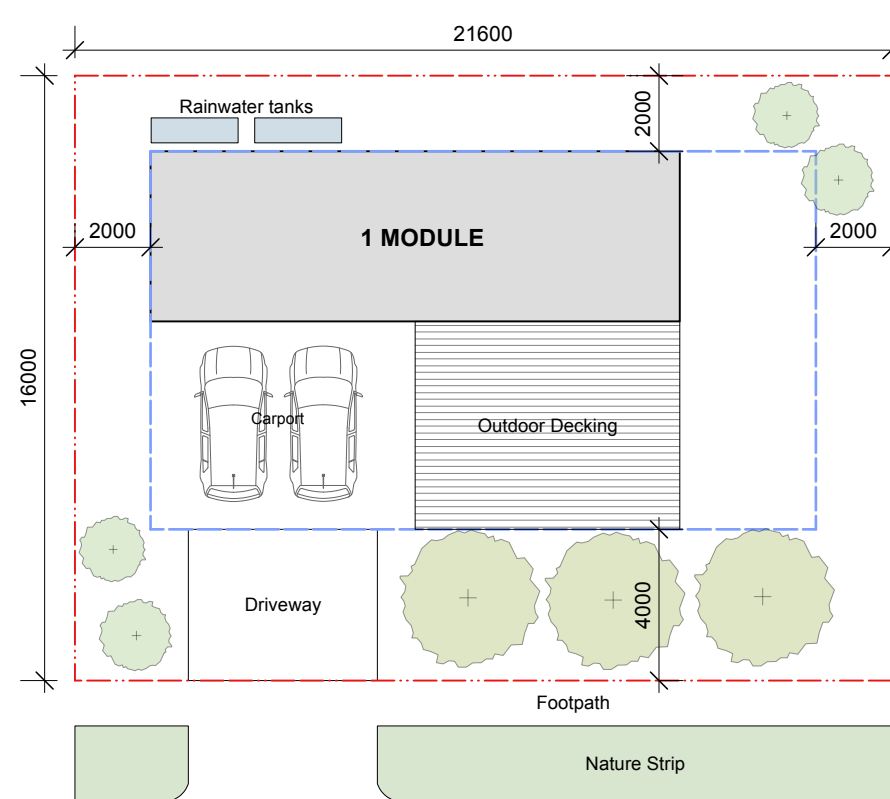 21600
Rainwater tanks
2000
1 MODULE
2000
2000
16000
Carport
Outdoor Decking
Driveway
4000
Footpath
Nature Strip